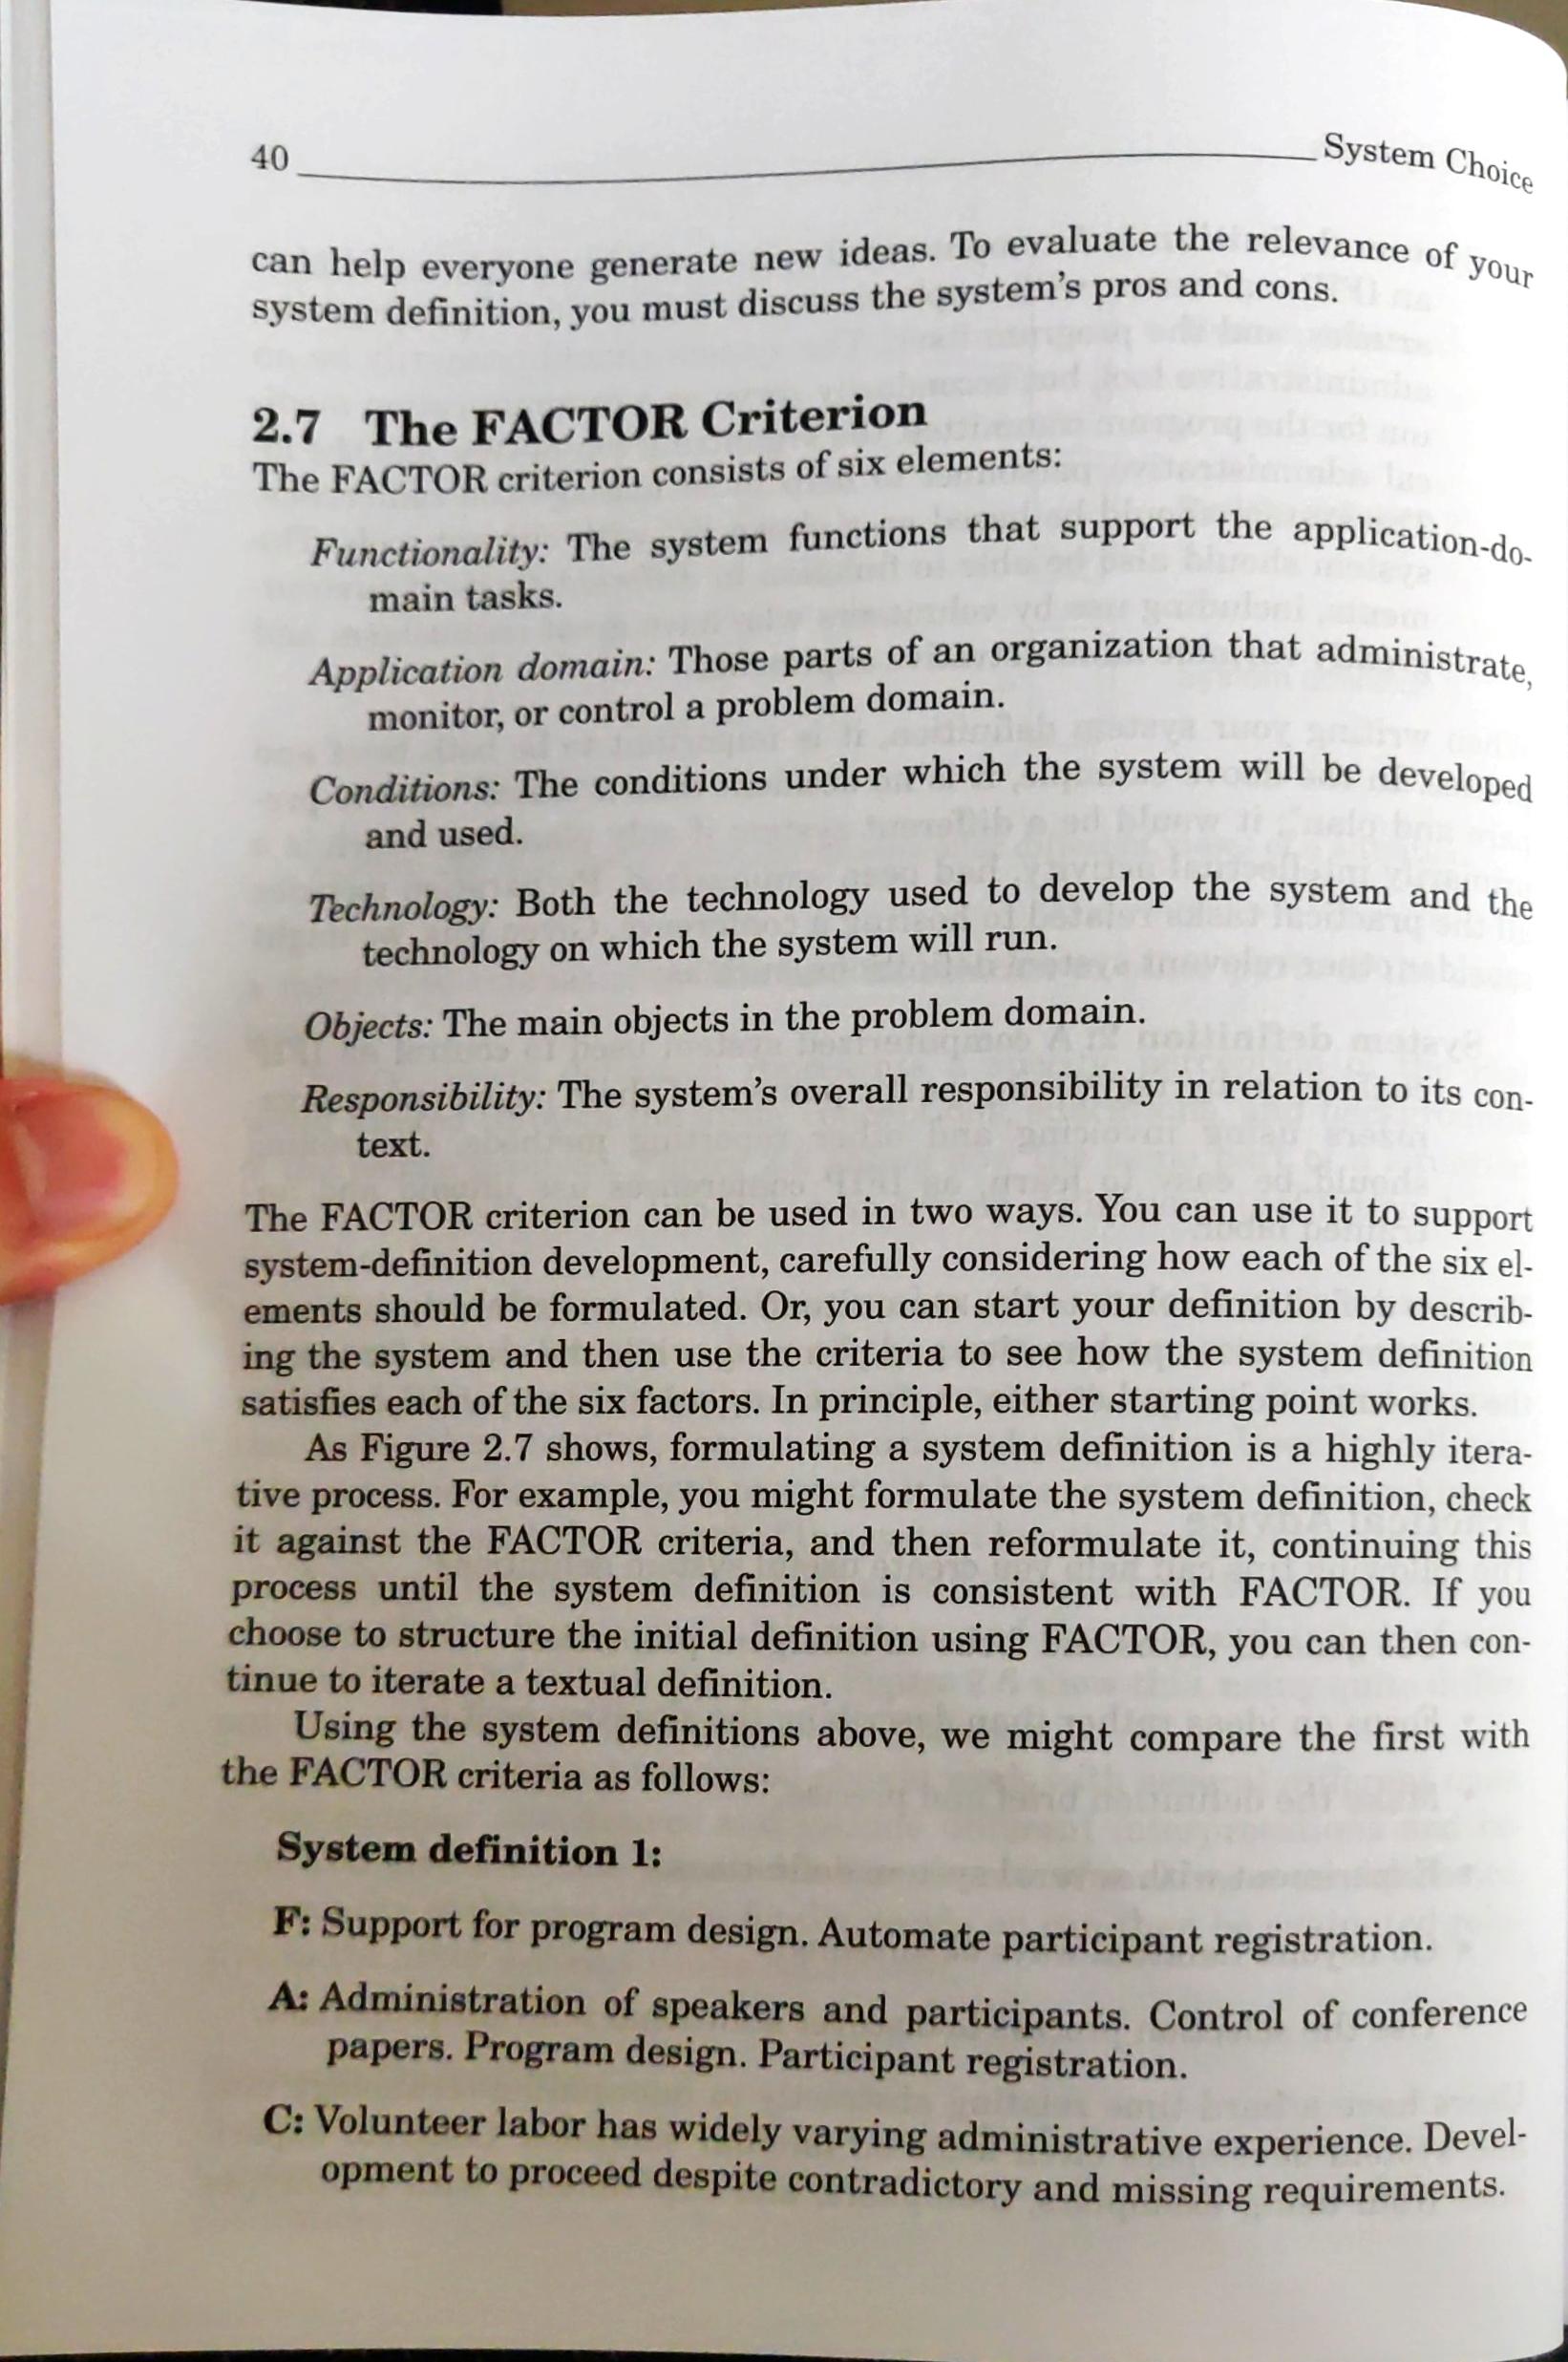 40 System Choice
can help everyone generate new ideas. To evaluate the relevance of your
system definition, you must discuss the system's pros and cons.
2.7 The FACTOR Criterion
The FACTOR criterion consists of six elements:
Functionality: The system functions that support the application-do-
main tasks.
Application domain: Those parts of an organization that administrate,
monitor, or control a problem domain.
Conditions: The conditions under which the system will be developed
and used.
Technology: Both the technology used to develop the system and the
technology on which the system will run.
Objects: The main objects in the problem domain.
Responsibility: The system's overall responsibility in relation to its con-
text.
The FACTOR criterion can be used in two ways. You can use it to support
system-definition development, carefully considering how each of the six el-
ements should be formulated. Or, you can start your definition by describ-
ing the system and then use the criteria to see how the system definition
satisfies each of the six factors. In principle, either starting point works.
As Figure 2.7 shows, formulating a system definition is a highly itera-
tive process. For example, you might formulate the system definition, check
it against the FACTOR criteria, and then reformulate it, continuing this
process until the system definition is consistent with FACTOR. If you
choose to structure the initial definition using FACTOR, you can then con-
tinue to iterate a textual definition.
Using the system definitions above, we might compare the first with
the FACTOR criteria as follows:
System definition 1:
F: Support for program design. Automate participant registration.
A: Administration of speakers and participants. Control of conference
papers. Program design. Participant registration.
C: Volunteer labor has widely varying administrative experience. Devel-
opment to proceed despite contradictory and missing requirements.